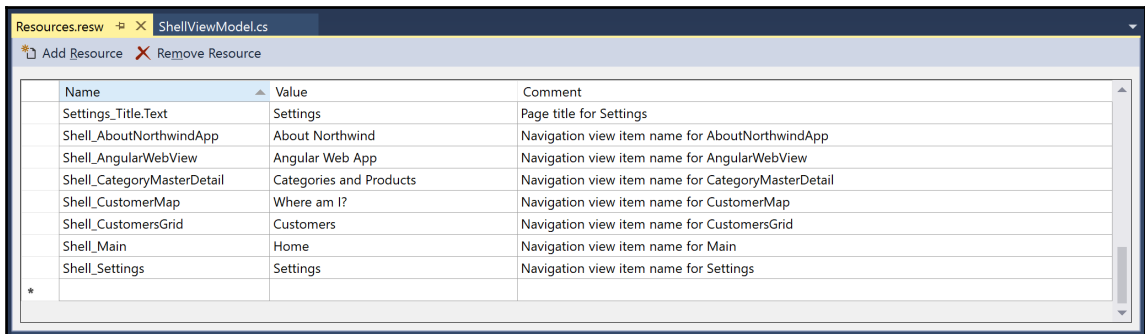 Resources.resw ShellViewModel.cs
Add Resource Remove Resource
Name Value Comment
Settings_Title.Text Settings Page title for Settings
Shell_AboutNorthwindApp About Northwind Navigation view item name for AboutNorthwindApp
Shell_AngularWebView Angular Web App Navigation view item name for AngularWebView
Shell_CategoryMasterDetail Categories and Products Navigation view item name for CategoryMasterDetail
Shell_CustomerMap Where am I? Navigation view item name for CustomerMap
Shell_CustomersGrid Customers Navigation view item name for CustomersGrid
Shell_Main Home Navigation view item name for Main
Shell_Settings Settings Navigation view item name for Settings
*